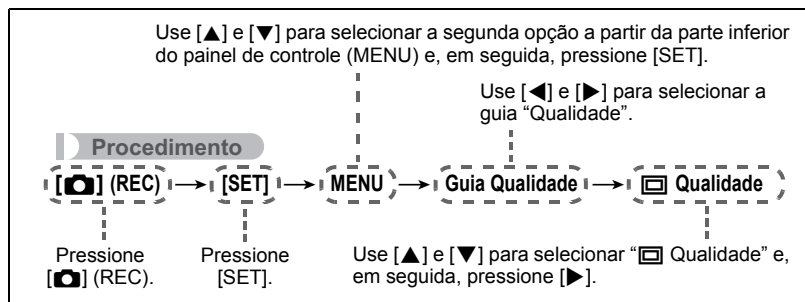 Use [▲] e [▼] para selecionar a segunda opção a partir da parte inferior
do painel de controle (MENU) e, em seguida, pressione [SET].
Use [◀] e [▶] para selecionar a
guia “Qualidade”.
Procedimento
[📷] (REC) → [SET] → MENU → Guia Qualidade → Qualidade
Pressione
[📷] (REC).
Pressione
[SET].
Use [▲] e [▼] para selecionar “ Qualidade” e,
em seguida, pressione [▶].